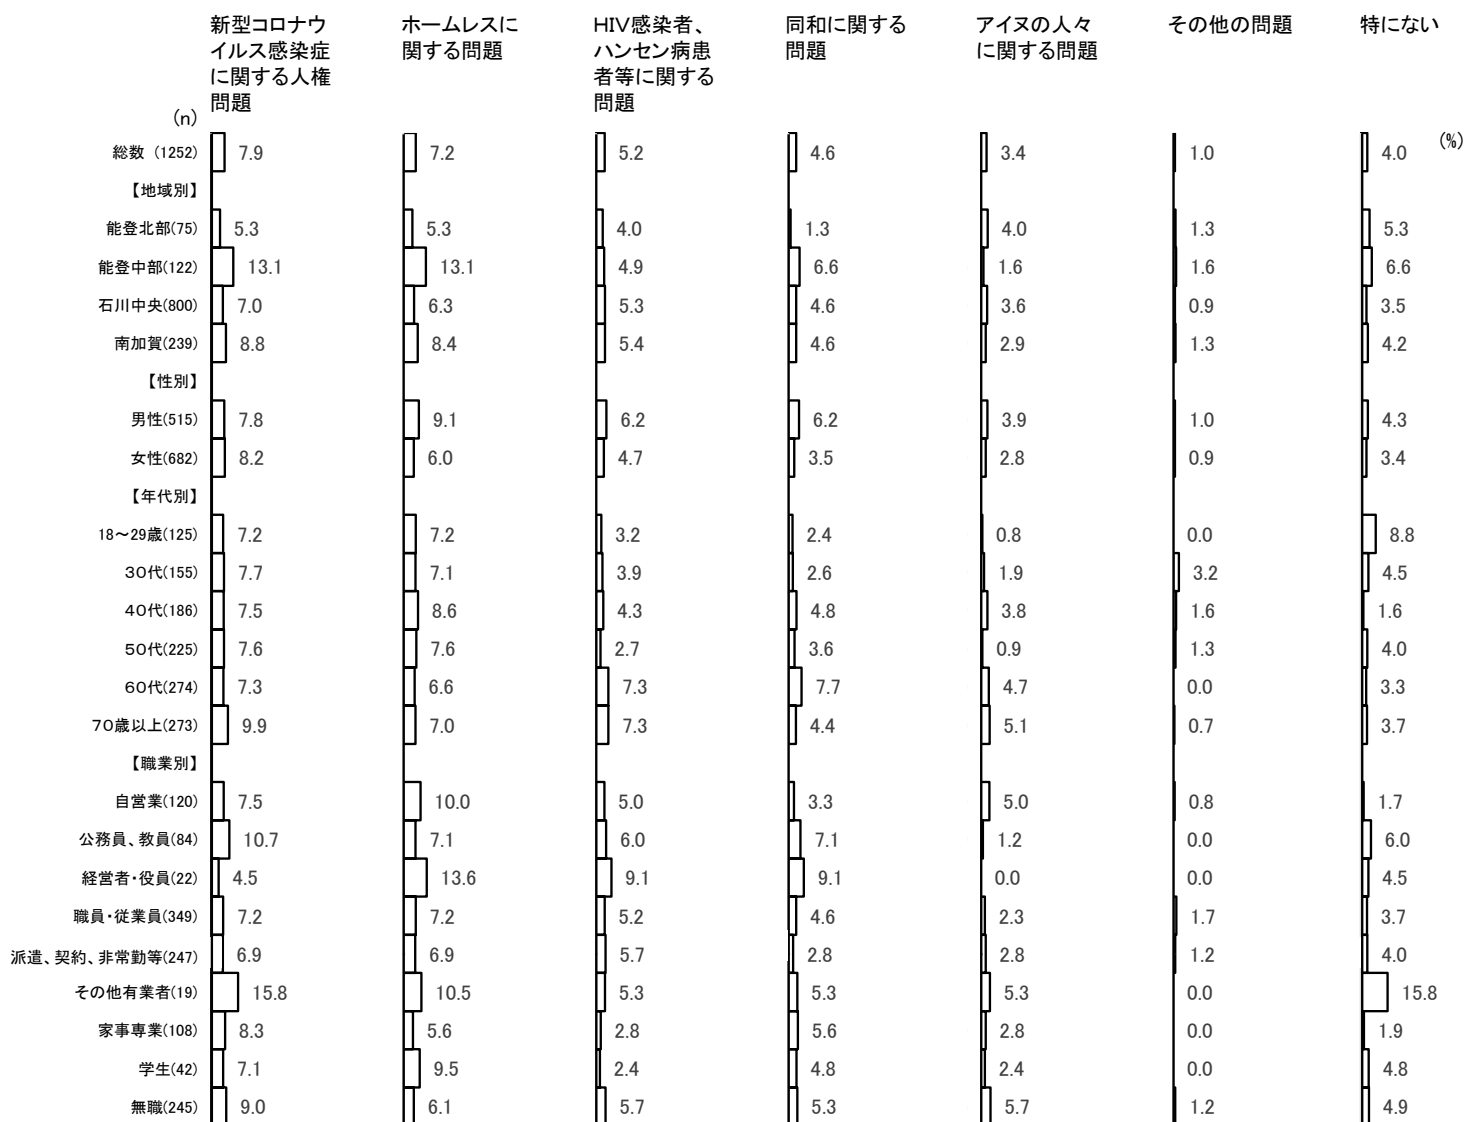 新型コロナウ
イルス感染症
に関する人権
問題
ホームレスに
関する問題
HIV感染者、
ハンセン病患
者等に関する
問題
同和に関する
問題
アイヌの人々
に関する問題
その他の問題
特にない
(n)
(%)
総数 (1252) 7.9 7.2 5.2 4.6 3.4 1.0 4.0
【地域別】
能登北部(75) 5.3 5.3 4.0 1.3 4.0 1.3 5.3
能登中部(122) 13.1 13.1 4.9 6.6 1.6 1.6 6.6
石川中央(800) 7.0 6.3 5.3 4.6 3.6 0.9 3.5
南加賀(239) 8.8 8.4 5.4 4.6 2.9 1.3 4.2
【性別】
男性(515) 7.8 9.1 6.2 6.2 3.9 1.0 4.3
女性(682) 8.2 6.0 4.7 3.5 2.8 0.9 3.4
【年代別】
18～29歳(125) 7.2 7.2 3.2 2.4 0.8 0.0 8.8
30代(155) 7.7 7.1 3.9 2.6 1.9 3.2 4.5
40代(186) 7.5 8.6 4.3 4.8 3.8 1.6 1.6
50代(225) 7.6 7.6 2.7 3.6 0.9 1.3 4.0
60代(274) 7.3 6.6 7.3 7.7 4.7 0.0 3.3
70歳以上(273) 9.9 7.0 7.3 4.4 5.1 0.7 3.7
【職業別】
自営業(120) 7.5 10.0 5.0 3.3 5.0 0.8 1.7
公務員、教員(84) 10.7 7.1 6.0 7.1 1.2 0.0 6.0
経営者・役員(22) 4.5 13.6 9.1 9.1 0.0 0.0 4.5
職員・従業員(349) 7.2 7.2 5.2 4.6 2.3 1.7 3.7
派遣、契約、非常勤等(247) 6.9 6.9 5.7 2.8 2.8 1.2 4.0
その他有業者(19) 15.8 10.5 5.3 5.3 5.3 0.0 15.8
家事専業(108) 8.3 5.6 2.8 5.6 2.8 0.0 1.9
学生(42) 7.1 9.5 2.4 4.8 2.4 0.0 4.8
無職(245) 9.0 6.1 5.7 5.3 5.7 1.2 4.9